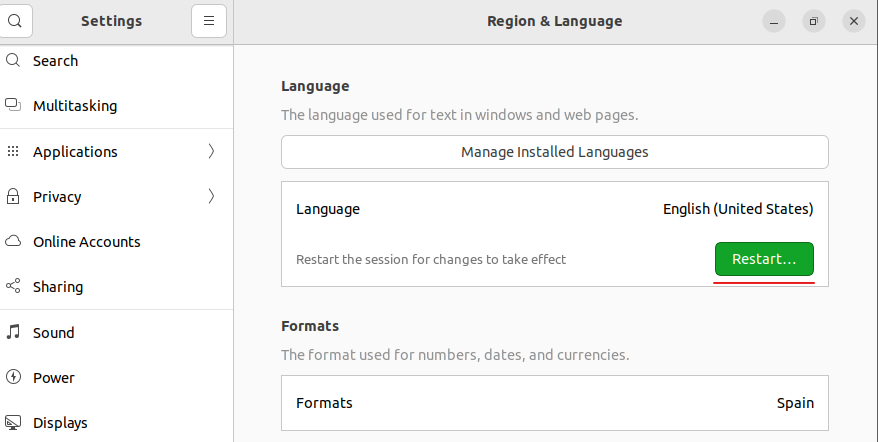 Settings
Region & Language
Search
Multitasking
Applications
Privacy
Online Accounts
Sharing
Sound
Power
Displays
Language
The language used for text in windows and web pages.
Manage Installed Languages
Language English (United States)
Restart the session for changes to take effect Restart…
Formats
The format used for numbers, dates, and currencies.
Formats Spain